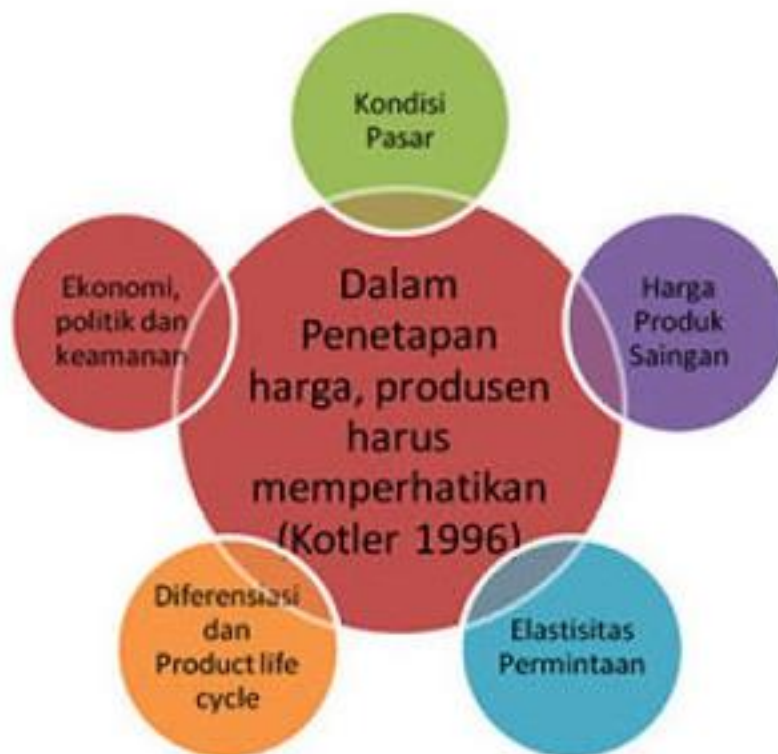 Kondisi
Pasar
Ekonomi,
politik dan
keamanan
Dalam
Penetapan
harga, produsen
harus
memperhatikan
(Kotler 1996)
Harga
Produk
Saingan
Diferensiasi
dan
Product life
cycle
Elastisitas
Permintaan